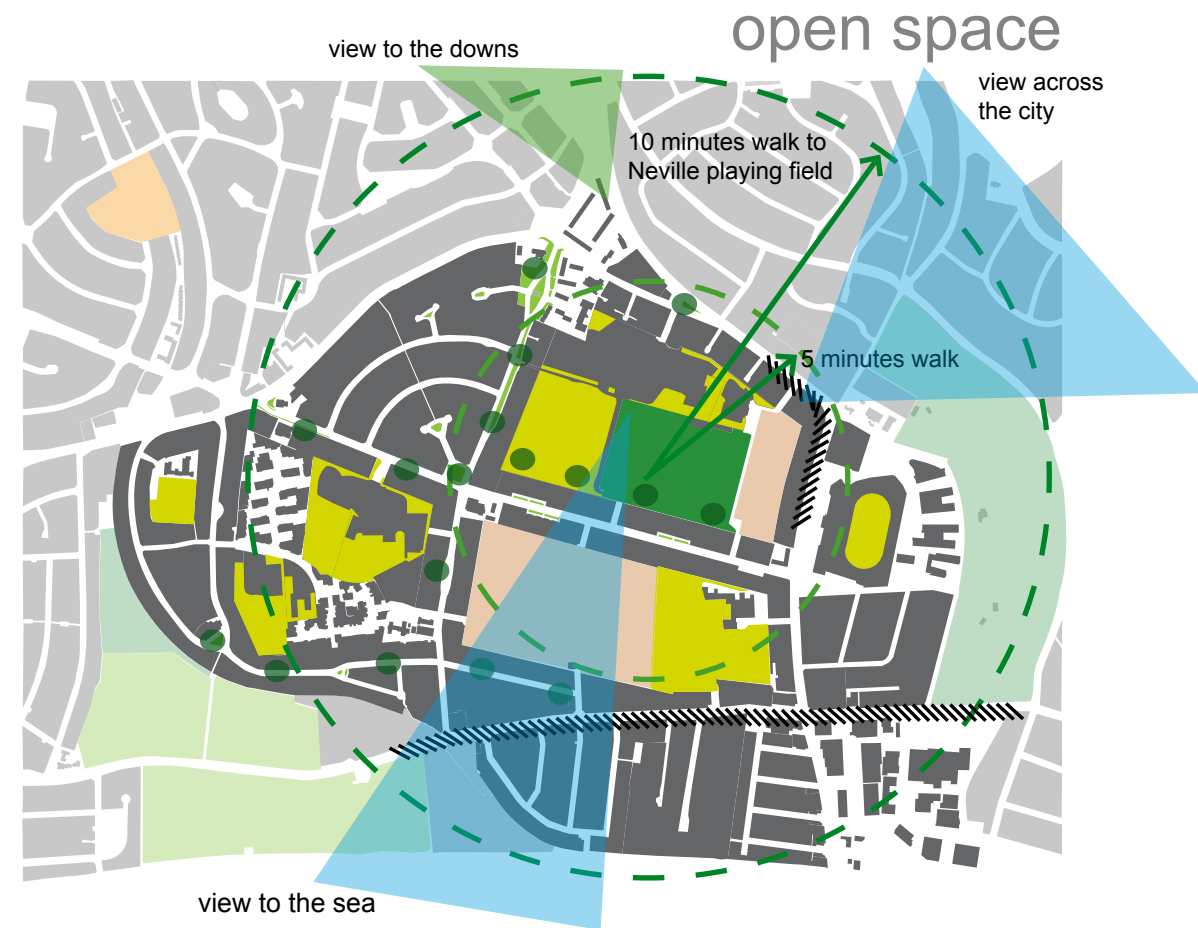 open space
view to the downs
view across
the city
10 minutes walk to
Neville playing field
5 minutes walk
view to the sea